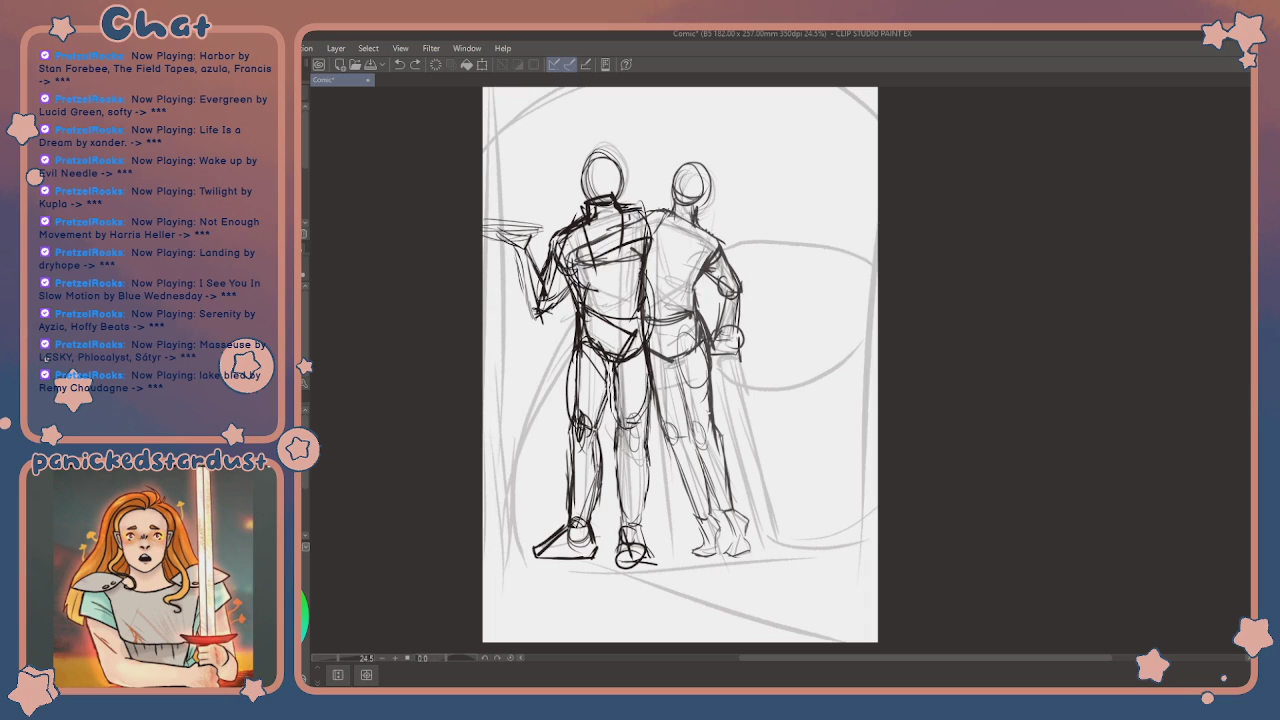 Chat
PretzelRocks: Now Playing: Harbor by
Stan Forebee, The Field Tapes, azula, Francis
-> ***
PretzelRocks: Now Playing: Evergreen by
Lucid Green, softy -> ***
PretzelRocks: Now Playing: Life Is a
Dream by xander. -> ***
PretzelRocks: Now Playing: Wake up by
Evil Needle -> ***
PretzelRocks: Now Playing: Twilight by
Kupla -> ***
PretzelRocks: Now Playing: Not Enough
Movement by Harris Heller -> ***
PretzelRocks: Now Playing: Landing by
dryhope -> ***
PretzelRocks: Now Playing: I See You In
Slow Motion by Blue Wednesday -> ***
PretzelRocks: Now Playing: Serenity by
Ayzic, Hoffy Beats -> ***
PretzelRocks: Now Playing: Masseuse by
LESKY, Phlocalyst, Sátyr -> ***
PretzelRocks: Now Playing: lake bled by
Remy Chaudagne -> ***
panickedstardust
Comic* (B5 182.00 x 257.00mm 350dpi 24.5%) - CLIP STUDIO PAINT EX
tion Layer Select View Filter Window Help
Comic*
24.5 0.0